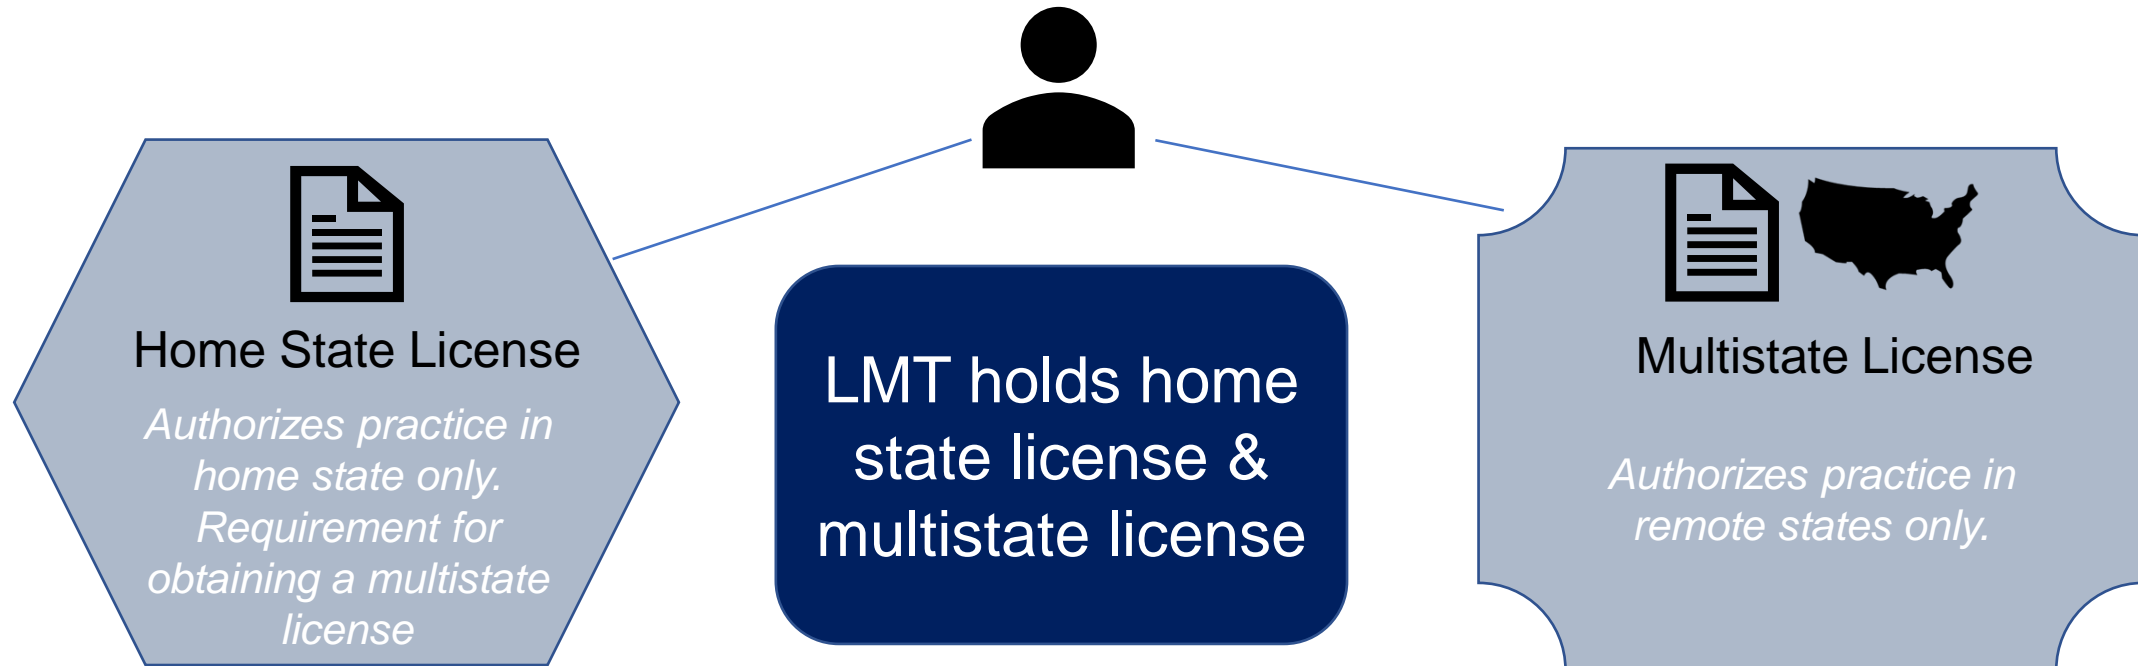 Home State License
Authorizes practice in
home state only.
Requirement for
obtaining a multistate
license
LMT holds home
state license &
multistate license
Multistate License
Authorizes practice in
remote states only.